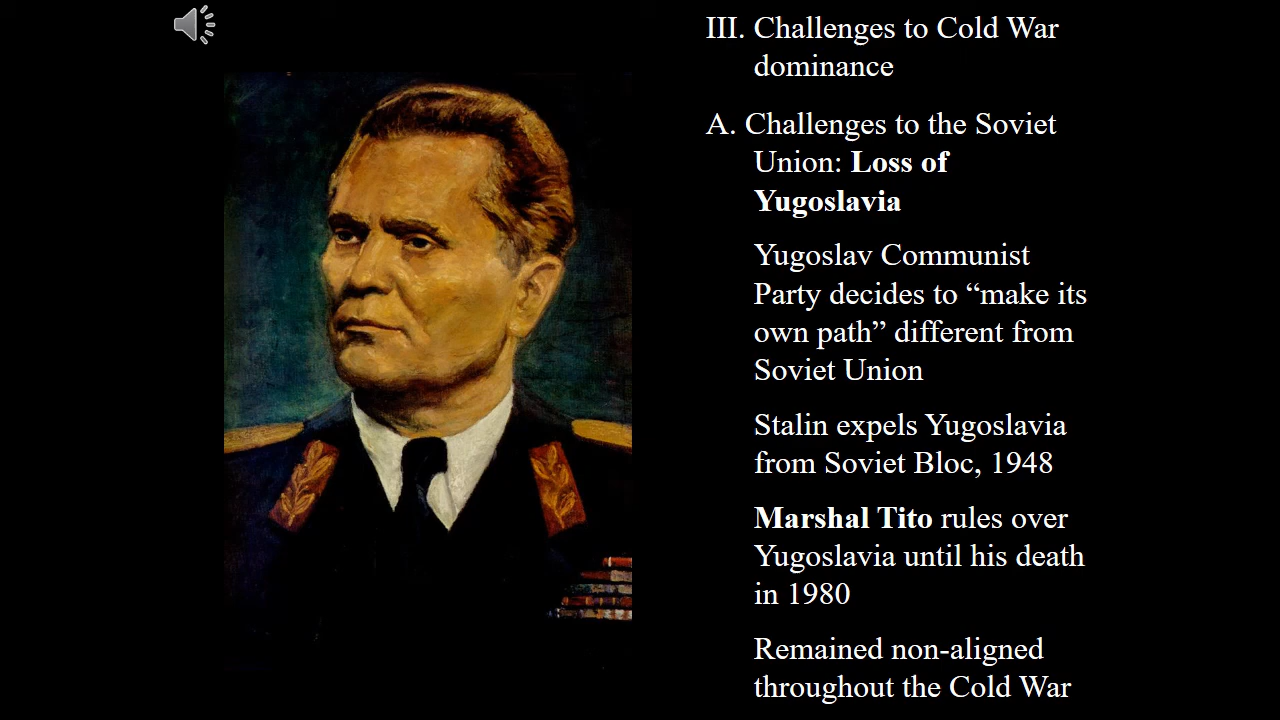 III. Challenges to Cold War
dominance
A. Challenges to the Soviet
Union: Loss of
Yugoslavia
Yugoslav Communist
Party decides to “make its
own path” different from
Soviet Union
Stalin expels Yugoslavia
from Soviet Bloc, 1948
Marshal Tito rules over
Yugoslavia until his death
in 1980
Remained non-aligned
throughout the Cold War